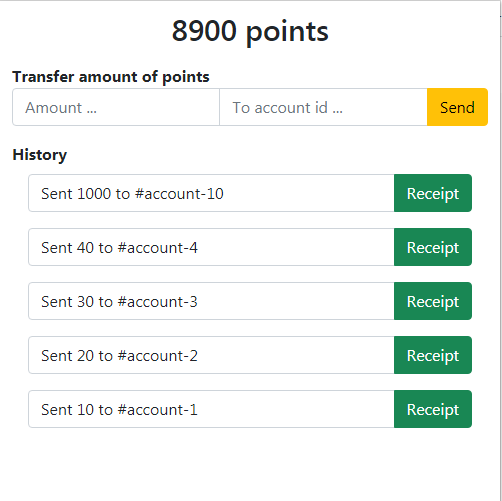 8900 points
Transfer amount of points
Amount ... To account id ... Send
History
Sent 1000 to #account-10 Receipt
Sent 40 to #account-4 Receipt
Sent 30 to #account-3 Receipt
Sent 20 to #account-2 Receipt
Sent 10 to #account-1 Receipt